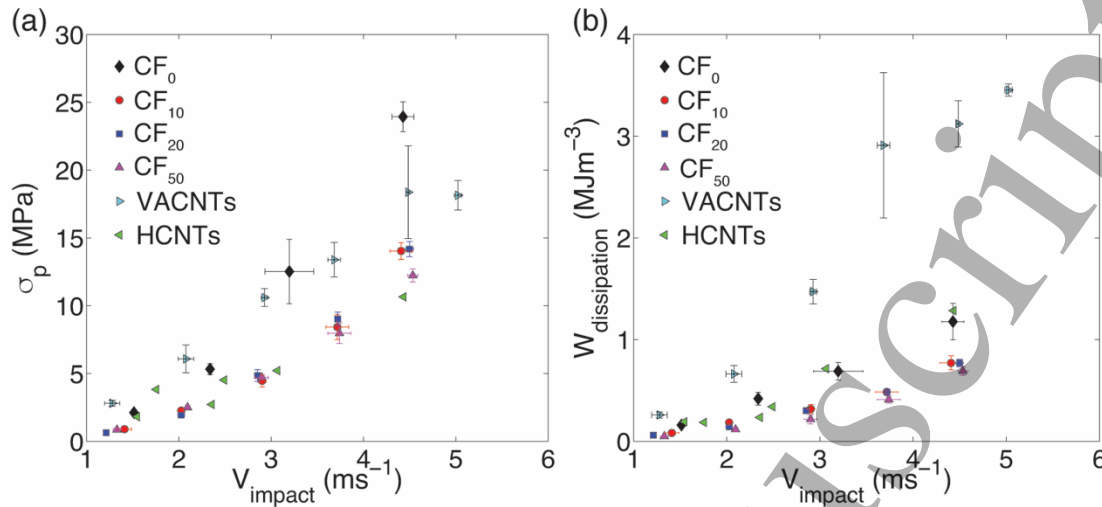 (a)
30
25
20
15
10
5
0
σp (MPa)
CF0
CF10
CF20
CF50
VACNTs
HCNTs
1 2 3 4 5 6
Vimpact (ms−1)
(b)
4
3
2
1
0
Wdissipation (MJm−3)
CF0
CF10
CF20
CF50
VACNTs
HCNTs
1 2 3 4 5 6
Vimpact (ms−1)